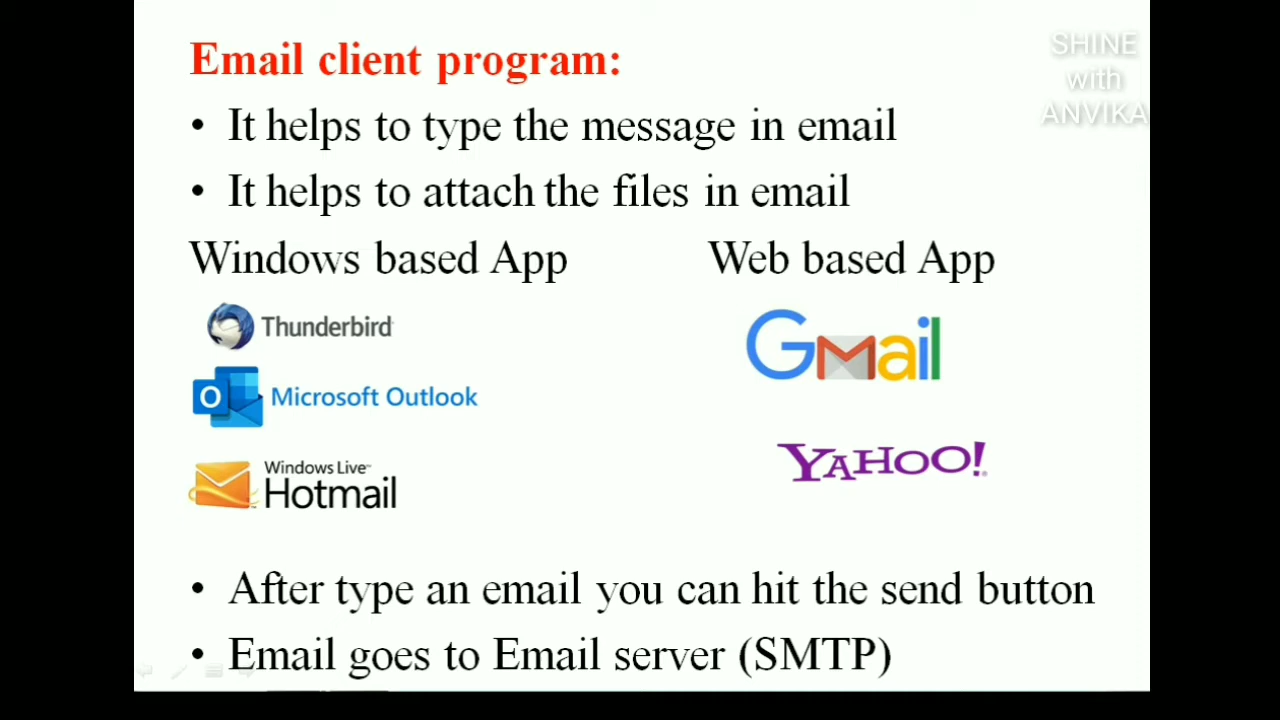 SHINE
with
ANVIKA
Email client program:
• It helps to type the message in email
• It helps to attach the files in email
Windows based App
Web based App
Thunderbird
Gmail
O Microsoft Outlook
Windows Live™
Hotmail
YAHOO!®
• After type an email you can hit the send button
• Email goes to Email server (SMTP)